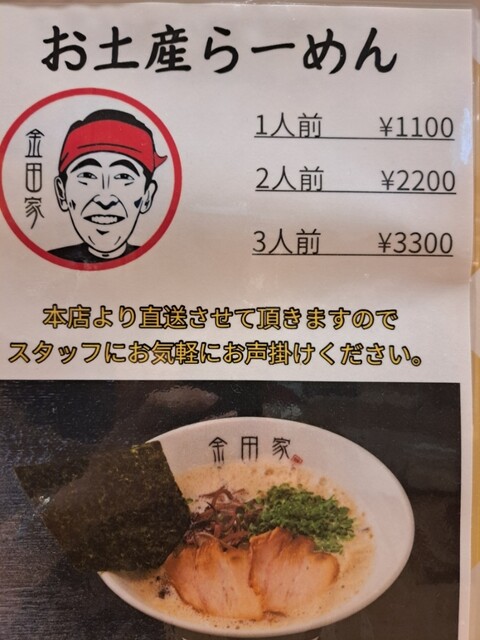 お土産らーめん
金田家
1人前 ¥1100
2人前 ¥2200
3人前 ¥3300
本店より直送させて頂きますので
スタッフにお気軽にお声掛けください。
金田家